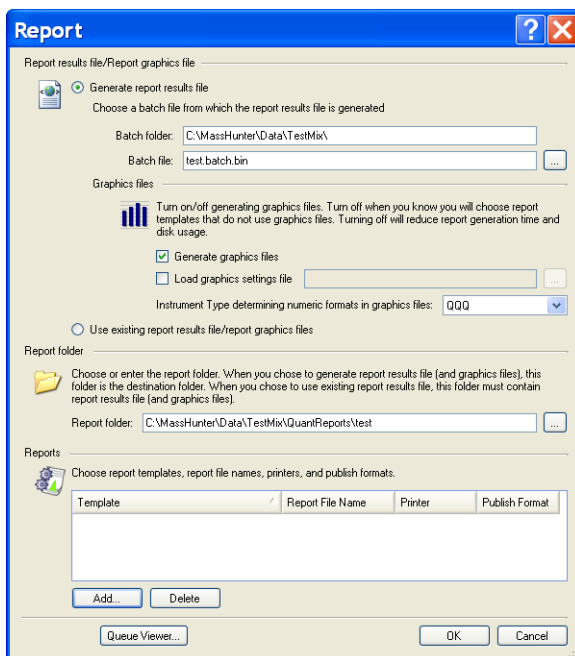 Report
Report results file/Report graphics file
Generate report results file
Choose a batch file from which the report results file is generated
Batch folder: C:\MassHunter\Data\TestMix\
Batch file: test.batch.bin ...
Graphics files
Turn on/off generating graphics files. Turn off when you know you will choose report
templates that do not use graphics files. Turning off will reduce report generation time and
disk usage.
Generate graphics files
Load graphics settings file ...
Instrument Type determining numeric formats in graphics files: QQQ
Use existing report results file/report graphics files
Report folder
Choose or enter the report folder. When you chose to generate report results file (and graphics files), this
folder is the destination folder. When you chose to use existing report results file, this folder must contain
report results file (and graphics files).
Report folder: C:\MassHunter\Data\TestMix\QuantReports\test ...
Reports
Choose report templates, report file names, printers, and publish formats.
Template Report File Name Printer Publish Format
Add... Delete
Queue Viewer... OK Cancel